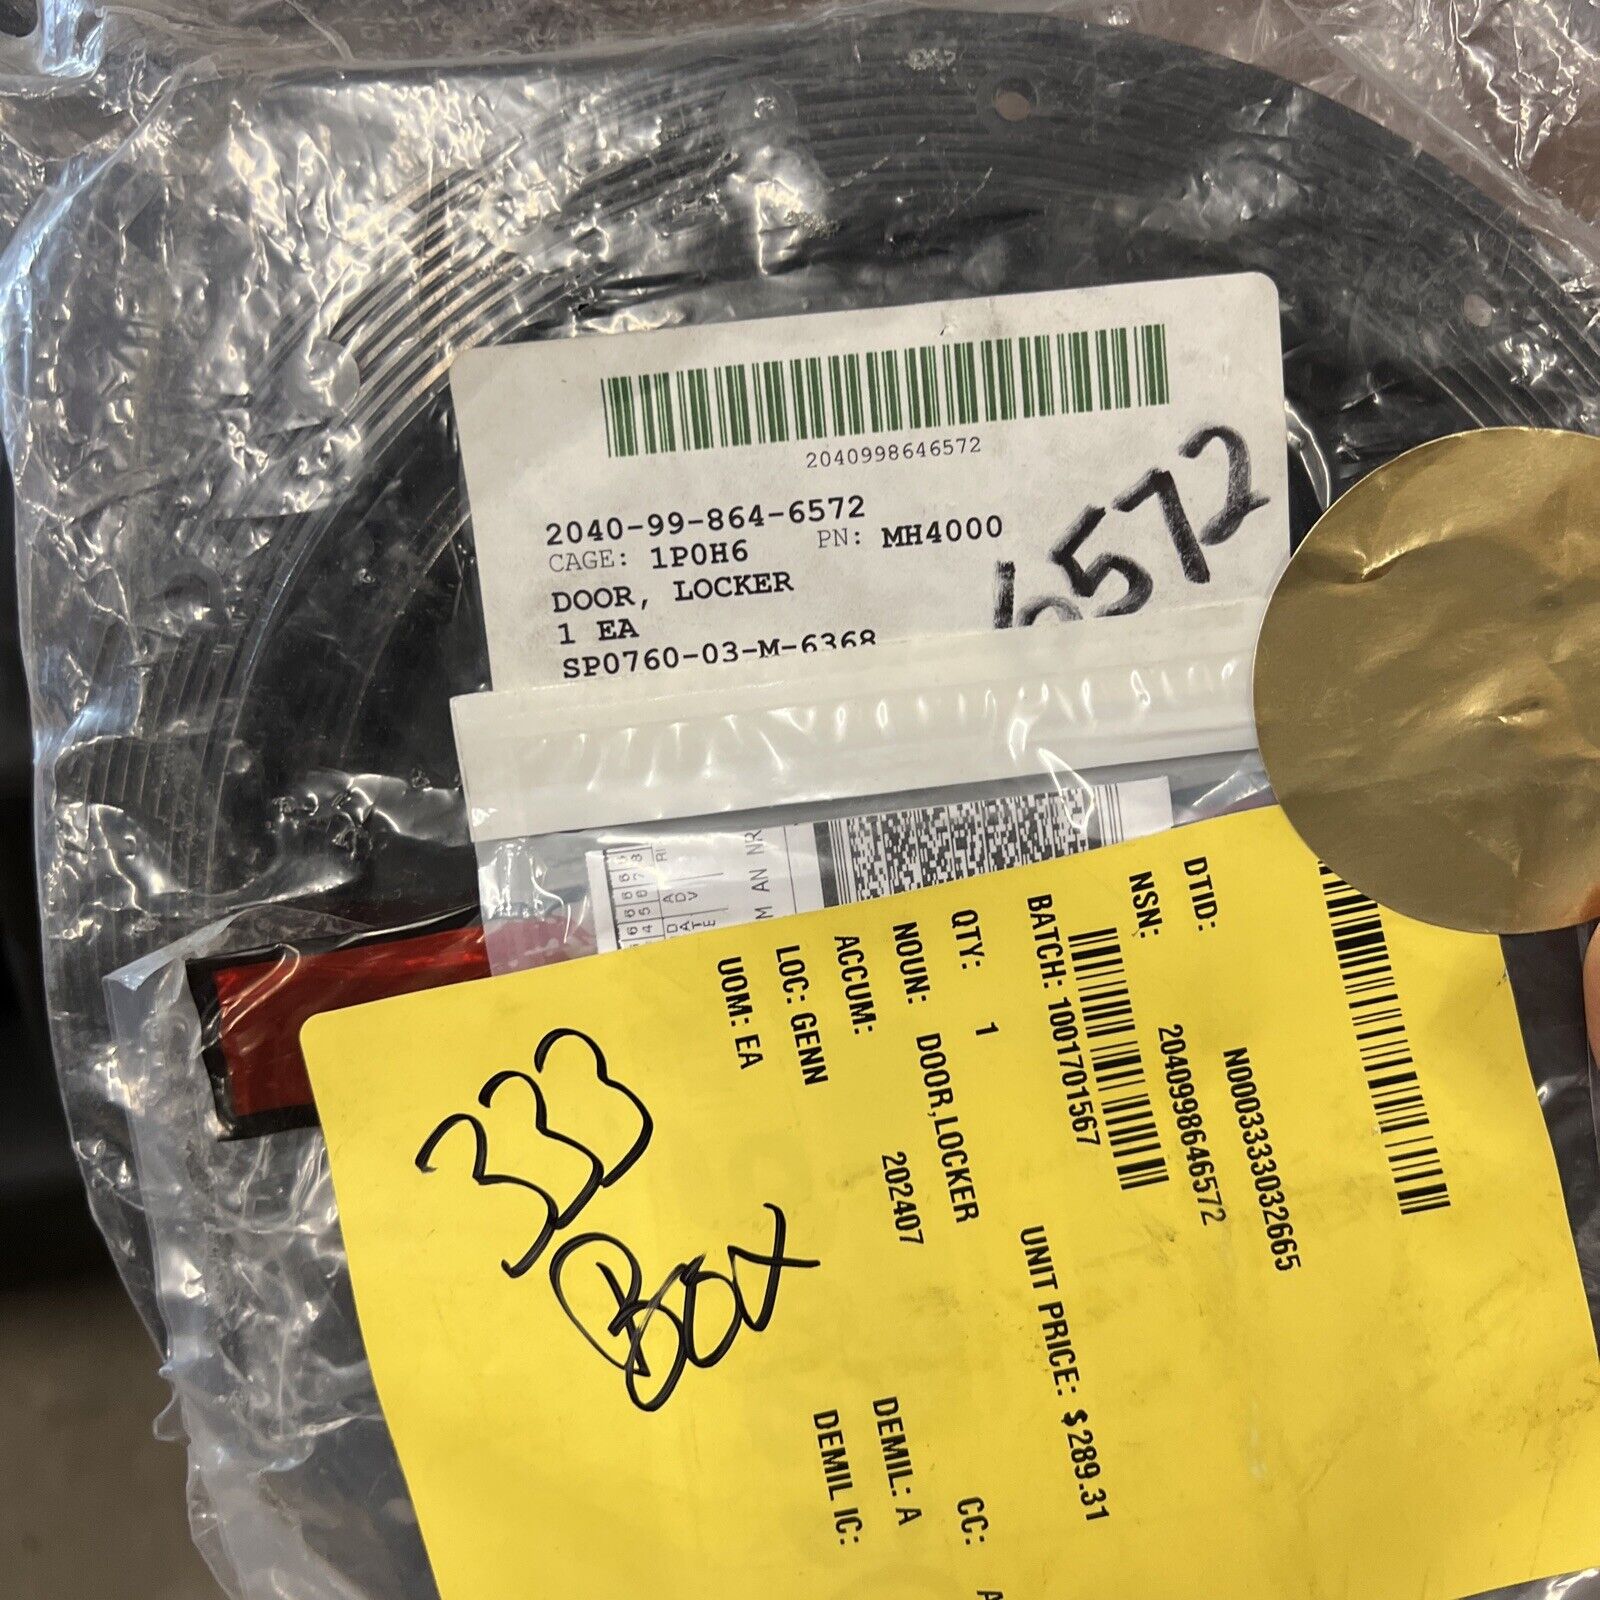 2040998646572
2040-99-864-6572
CAGE: 1P0H6 PN: MH4000
DOOR, LOCKER
1 EA
SP0760-03-M-6368
6572
M AN NR
DTID: N0003333032665
NSN: 2040998646572
BATCH: 1001701567 UNIT PRICE: $289.31
QTY: 1 CC: A
NOUN: DOOR,LOCKER
ACCUM: 202407 DEMIL: A
LOC: GENN DEMIL IC:
UOM: EA
333
Box